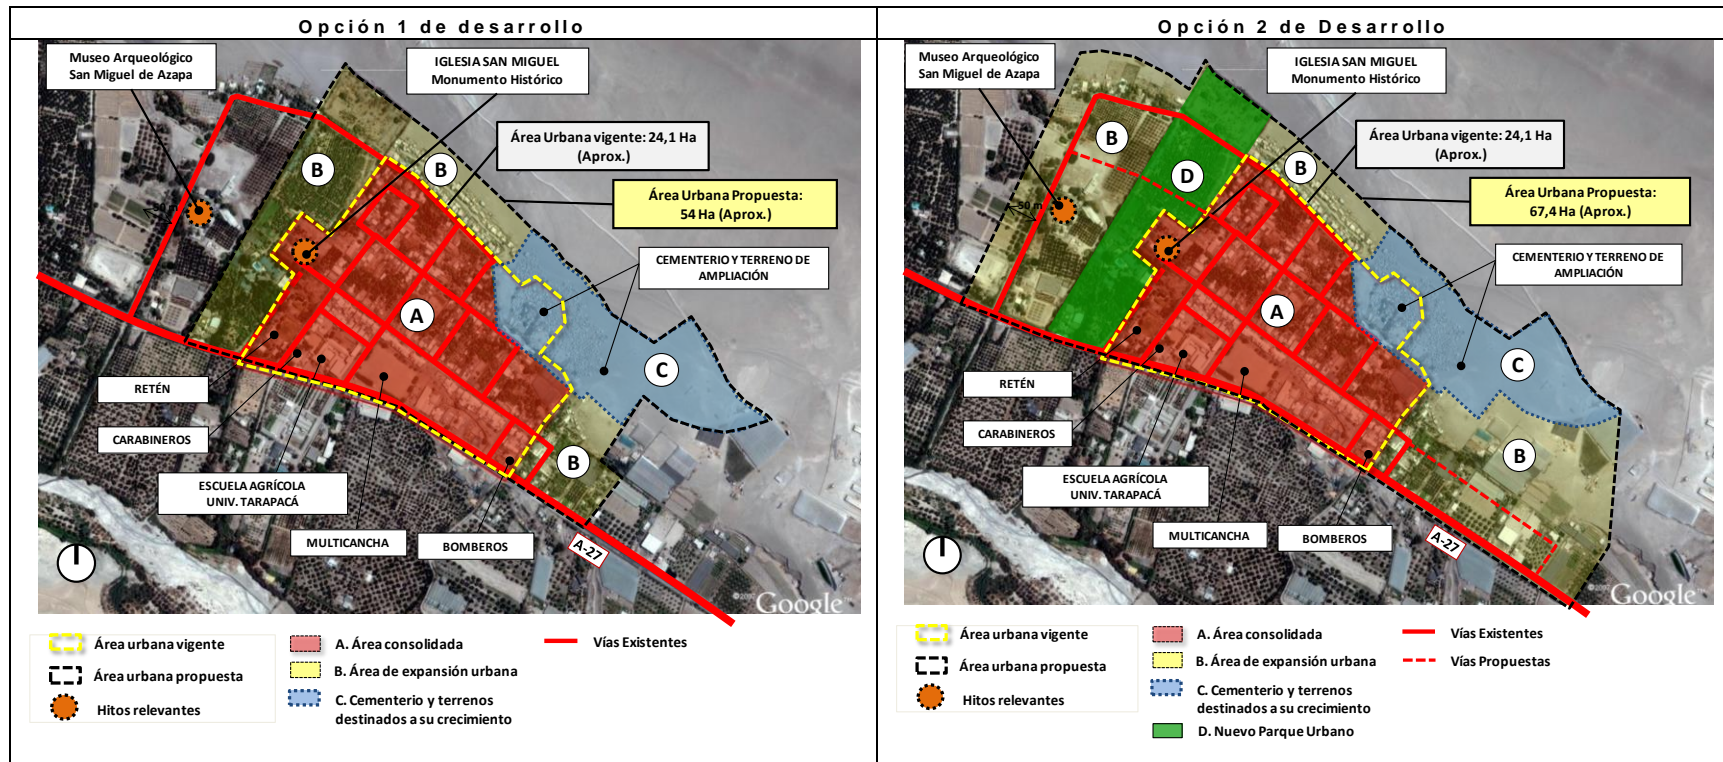 Opción 1 de desarrollo
Museo Arqueológico
San Miguel de Azapa
IGLESIA SAN MIGUEL
Monumento Histórico
Área Urbana vigente: 24,1 Ha
(Aprox.)
Área Urbana Propuesta:
54 Ha (Aprox.)
CEMENTERIO Y TERRENO DE
AMPLIACIÓN
B
B
50 m
A
C
B
RETÉN
CARABINEROS
ESCUELA AGRÍCOLA
UNIV. TARAPACÁ
MULTICANCHA
BOMBEROS
A-27
Google
Área urbana vigente
Área urbana propuesta
Hitos relevantes
A. Área consolidada
B. Área de expansión urbana
C. Cementerio y terrenos
destinados a su crecimiento
Vías Existentes
Opción 2 de Desarrollo
Museo Arqueológico
San Miguel de Azapa
IGLESIA SAN MIGUEL
Monumento Histórico
Área Urbana vigente: 24,1 Ha
(Aprox.)
Área Urbana Propuesta:
67,4 Ha (Aprox.)
CEMENTERIO Y TERRENO DE
AMPLIACIÓN
B
B
D
50 m
A
C
B
RETÉN
CARABINEROS
ESCUELA AGRÍCOLA
UNIV. TARAPACÁ
MULTICANCHA
BOMBEROS
A-27
Google
Área urbana vigente
Área urbana propuesta
Hitos relevantes
A. Área consolidada
B. Área de expansión urbana
C. Cementerio y terrenos
destinados a su crecimiento
D. Nuevo Parque Urbano
Vías Existentes
Vías Propuestas